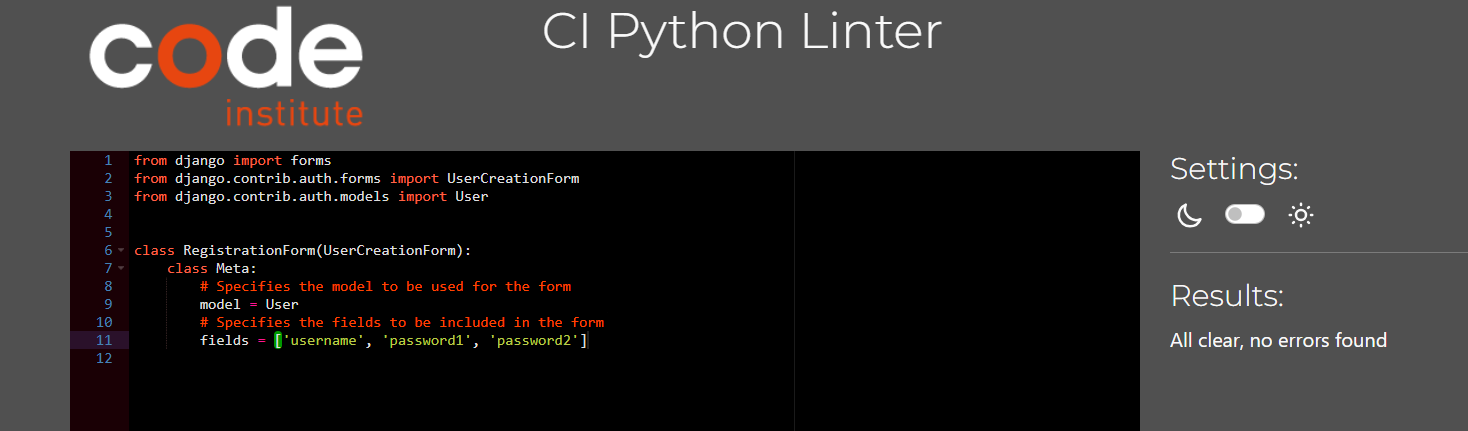 code
institute
CI Python Linter
1 from django import forms
2 from django.contrib.auth.forms import UserCreationForm
3 from django.contrib.auth.models import User
4
5
6 class RegistrationForm(UserCreationForm):
7     class Meta:
8         # Specifies the model to be used for the form
9         model = User
10         # Specifies the fields to be included in the form
11         fields = ['username', 'password1', 'password2']
12
Settings:
Results:
All clear, no errors found